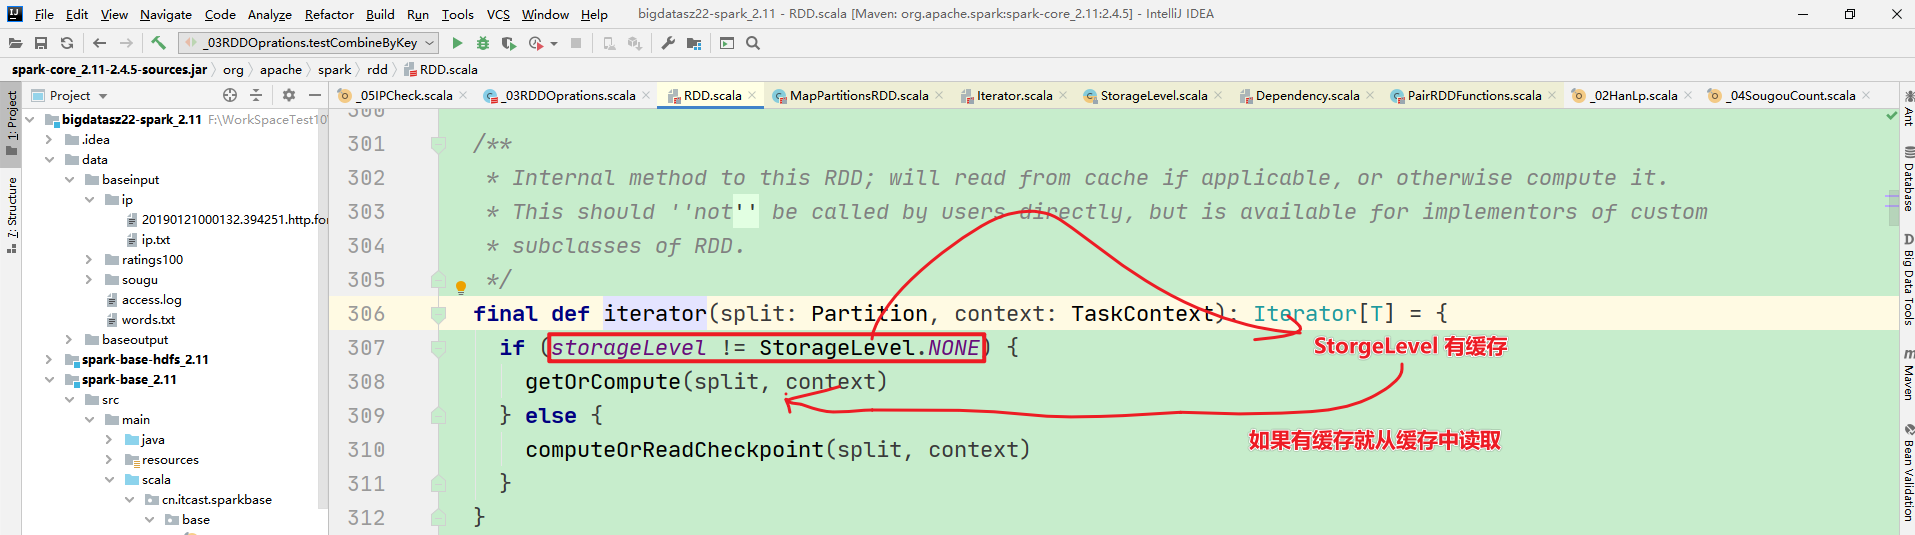 File Edit View Navigate Code Analyze Refactor Build Run Tools VCS Window Help bigdatasz22-spark_2.11 - RDD.scala [Maven: org.apache.spark:spark-core_2.11:2.4.5] - IntelliJ IDEA
_03RDDOprations.testCombineByKey
spark-core_2.11-2.4.5-sources.jar org apache spark rdd RDD.scala
Project
_05IPCheck.scala _03RDDOprations.scala RDD.scala MapPartitionsRDD.scala Iterator.scala StorageLevel.scala Dependency.scala PairRDDFunctions.scala _02HanLp.scala _04SougouCount.scala
1: Project
7: Structure
bigdatasz22-spark_2.11 F:\WorkSpaceTest10
.idea
data
baseinput
ip
20190121000132.394251.http.for
ip.txt
ratings100
sougu
access.log
words.txt
baseoutput
spark-base-hdfs_2.11
spark-base_2.11
src
main
java
resources
scala
cn.itcast.sparkbase
base
300
301 /**
302 * Internal method to this RDD; will read from cache if applicable, or otherwise compute it.
303 * This should ''not'' be called by users directly, but is available for implementors of custom
304 * subclasses of RDD.
305 */
306 final def iterator(split: Partition, context: TaskContext): Iterator[T] = {
307 if (storageLevel != StorageLevel.NONE) {
308 getOrCompute(split, context)
309 } else {
310 computeOrReadCheckpoint(split, context)
311 }
312 }
StorgeLevel 有缓存
如果有缓存就从缓存中读取
Ant
Database
Big Data Tools
Maven
Bean Validation